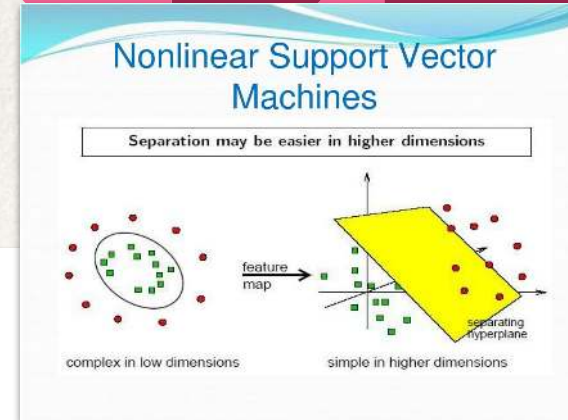 Nonlinear Support Vector
Machines
Separation may be easier in higher dimensions
feature
map
separating
hyperplane
complex in low dimensions
simple in higher dimensions